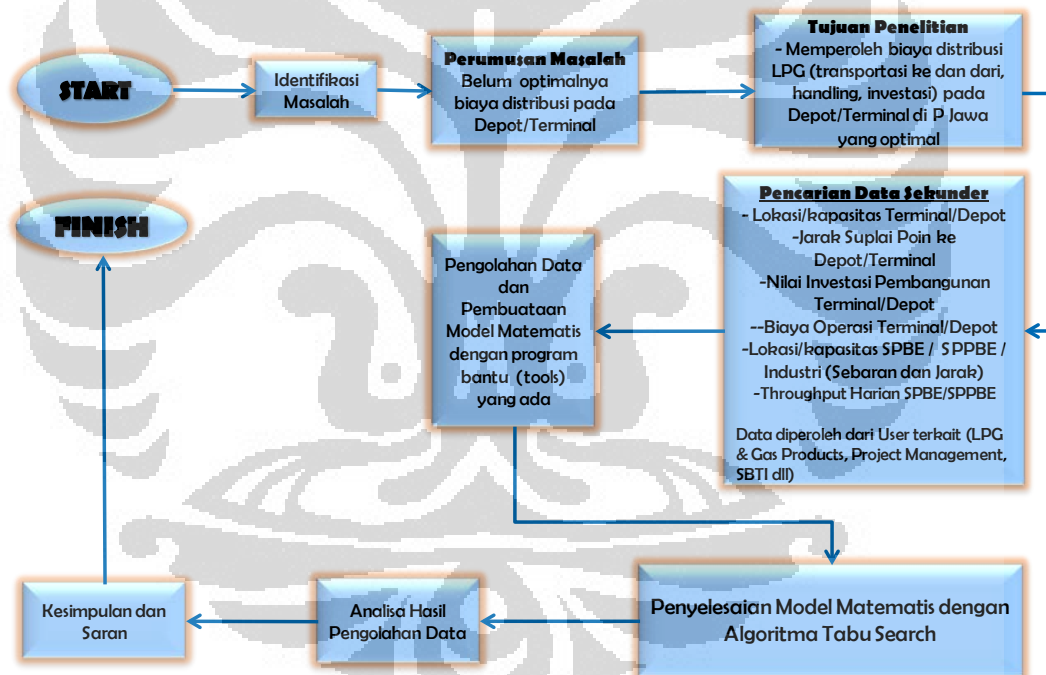 START
Identifikasi
Masalah
Perumusan Masalah
Belum optimalnya
biaya distribusi pada
Depot/Terminal
Tujuan Penelitian
- Memperoleh biaya distribusi
LPG (transportasi ke dan dari,
handling, investasi) pada
Depot/Terminal di P Jawa
yang optimal
Pencarian Data Sekunder
- Lokasi/kapasitas Terminal/Depot
-Jarak Suplai Poin ke
Depot/Terminal
-Nilai Investasi Pembangunan
Terminal/Depot
--Biaya Operasi Terminal/Depot
-Lokasi/kapasitas SPBE / SPPBE /
Industri (Sebaran dan Jarak)
-Throughput Harian SPBE/SPPBE
Data diperoleh dari User terkait (LPG
& Gas Products, Project Management,
SBTI dll)
Pengolahan Data
dan
Pembuataan
Model Matematis
dengan program
bantu (tools)
yang ada
Penyelesaian Model Matematis dengan
Algoritma Tabu Search
Analisa Hasil
Pengolahan Data
Kesimpulan dan
Saran
FINISH